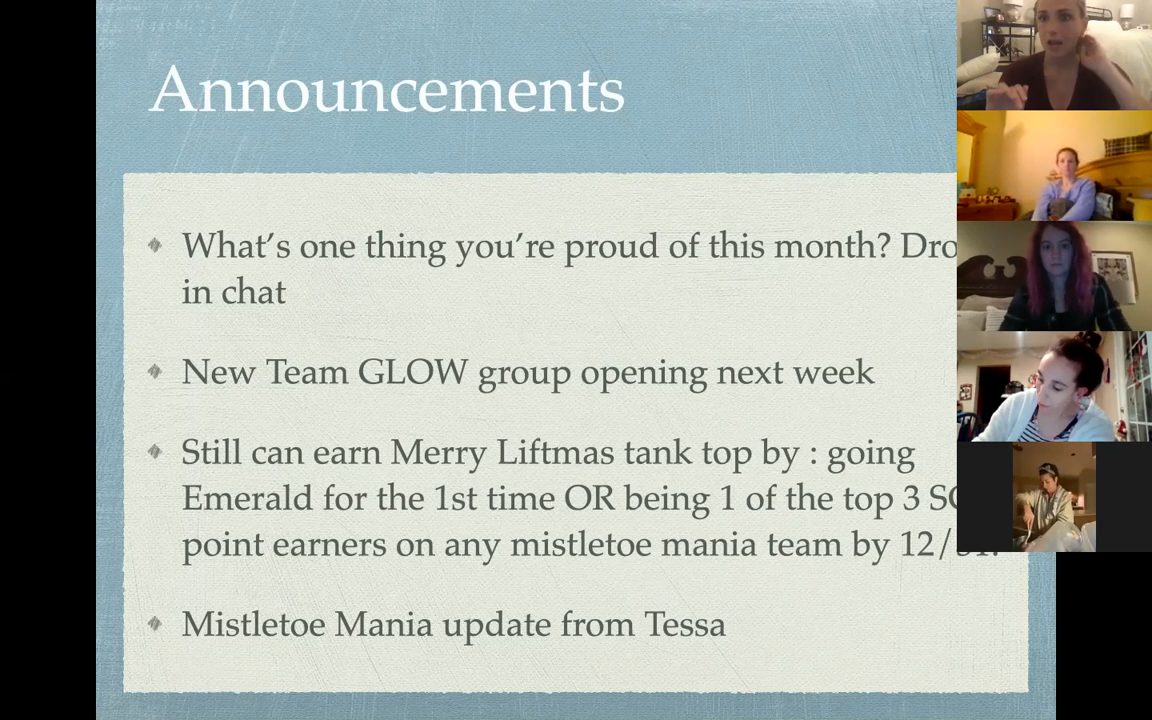 Announcements
What's one thing you're proud of this month? 
in chat
New Team GLOW group opening next week
Still can earn Merry Liftmas tank top by : going
Emerald for the 1st time OR being 1 of the top 3
point earners on any mistletoe mania team by
Mistletoe Mania update from Tessa